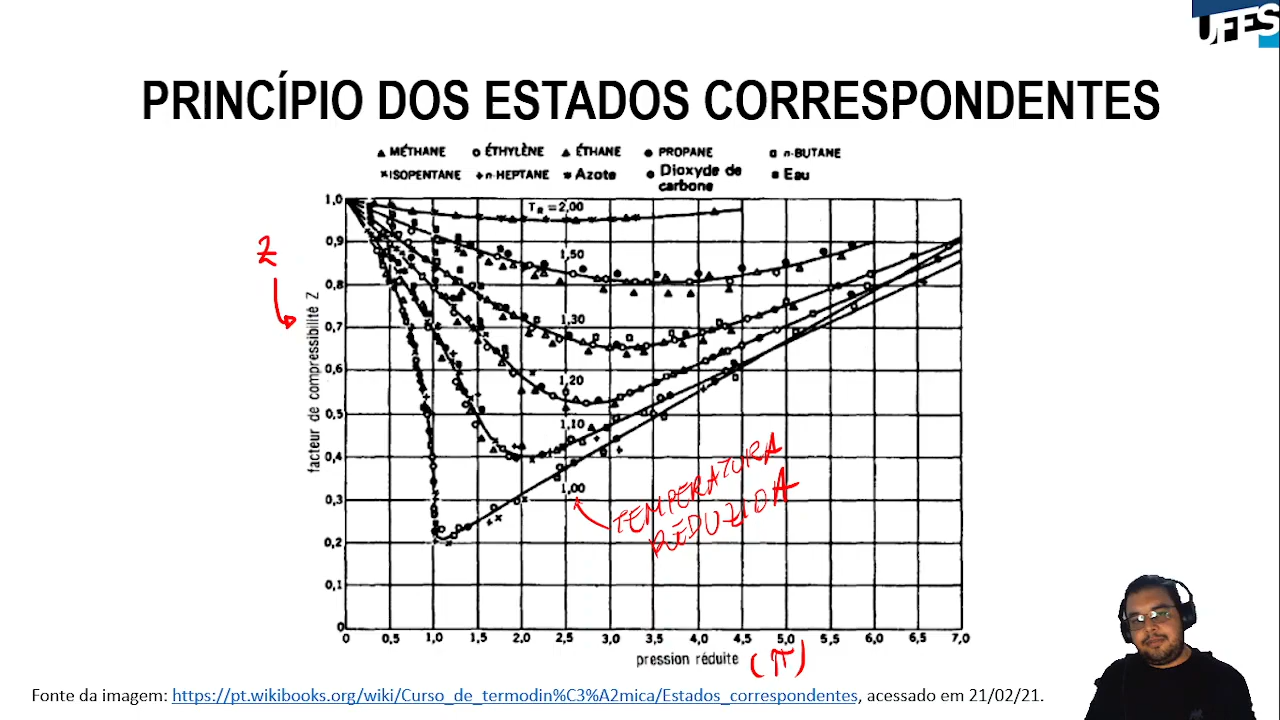 UFES
PRINCÍPIO DOS ESTADOS CORRESPONDENTES
▲ MÉTHANE ○ ÉTHYLÈNE ▲ ÉTHANE ● PROPANE □ n-BUTANE
×ISOPENTANE +n-HEPTANE *Azote ● Dioxyde de carbone ■ Eau
1,0
0,9
0,8
0,7
0,6
0,5
0,4
0,3
0,2
0,1
0
facteur de compressibilité Z
Z
T_R = 2,00
1,50
1,30
1,20
1,10
1,00
TEMPERATURA
REDUZIDA
0 0,5 1,0 1,5 2,0 2,5 3,0 3,5 4,0 4,5 5,0 5,5 6,0 6,5 7,0
pression réduite (π)
Fonte da imagem: https://pt.wikibooks.org/wiki/Curso_de_termodin%C3%A2mica/Estados_correspondentes, acessado em 21/02/21.